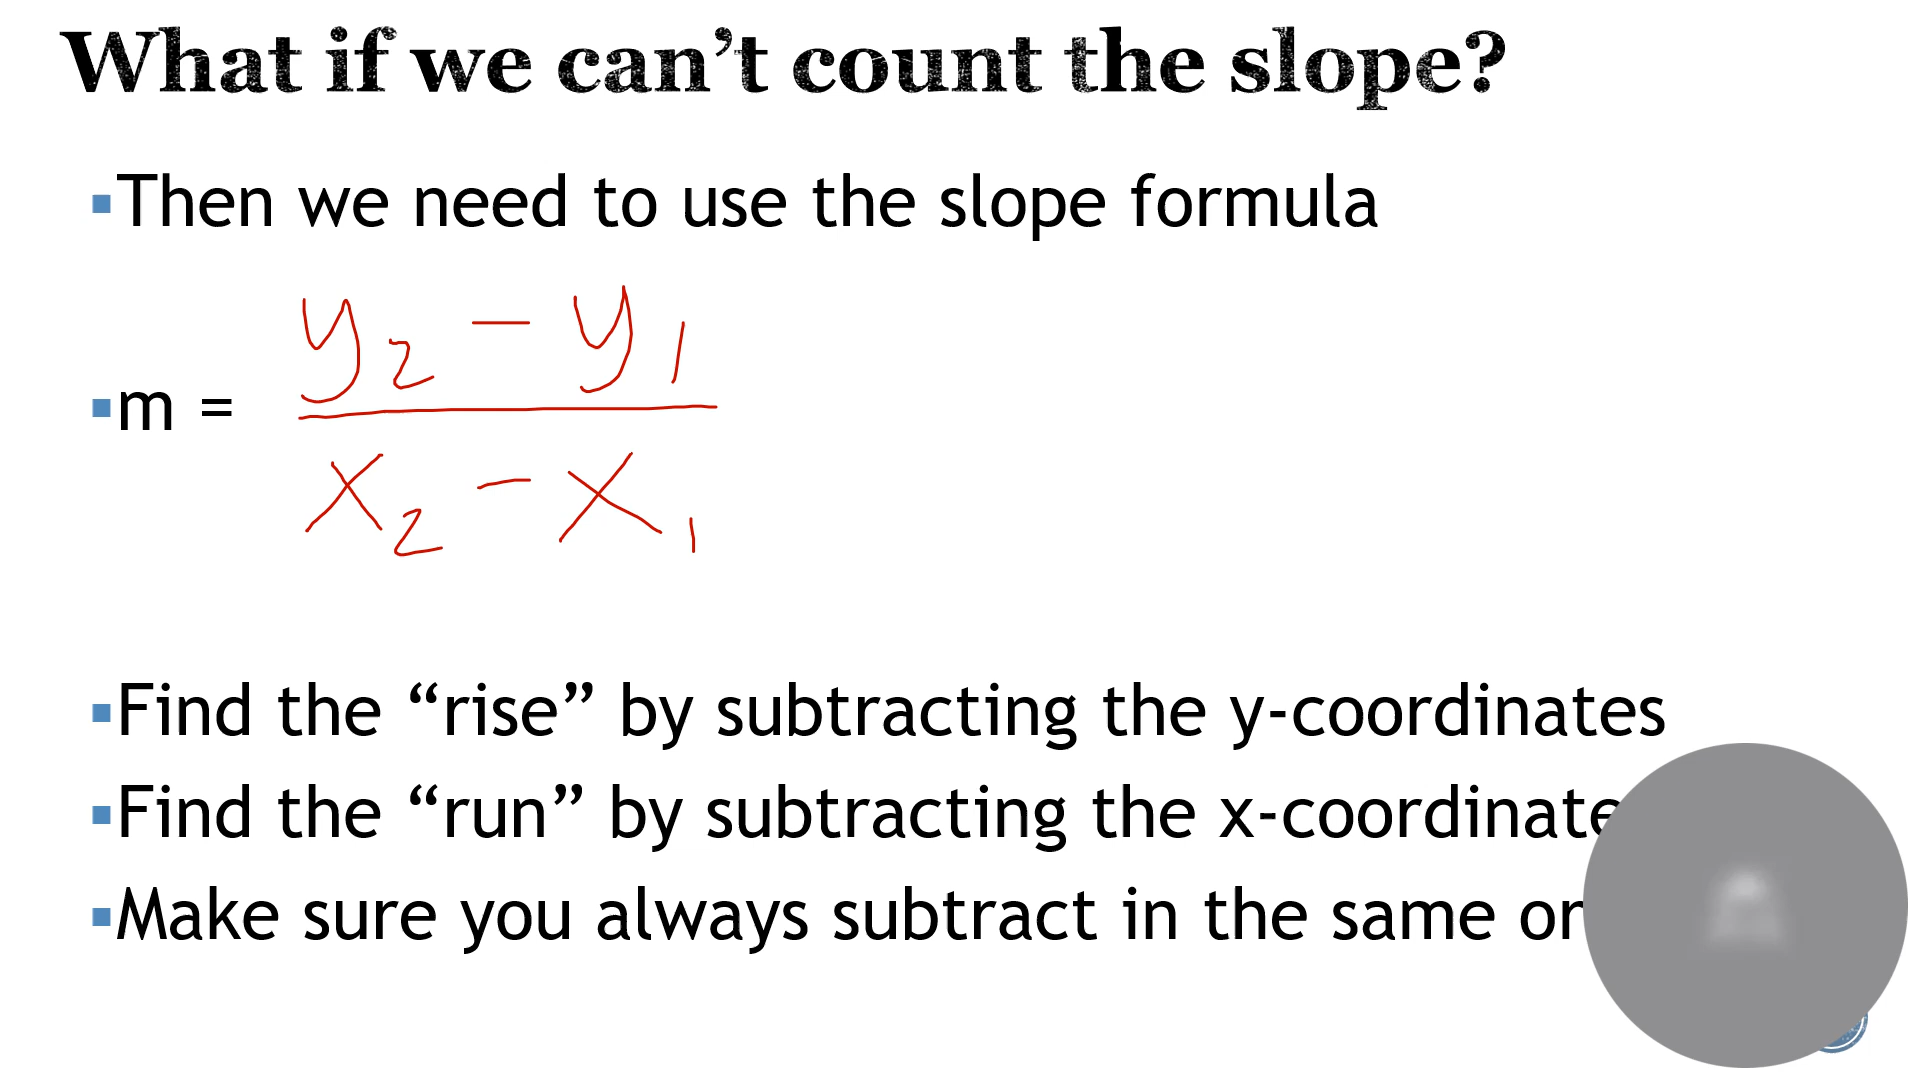 What if we can’t count the slope?
▪Then we need to use the slope formula
y₂ − y₁
▪m =
x₂ − x₁
▪Find the “rise” by subtracting the y-coordinates
▪Find the “run” by subtracting the
▪Make sure you always subtract in the same